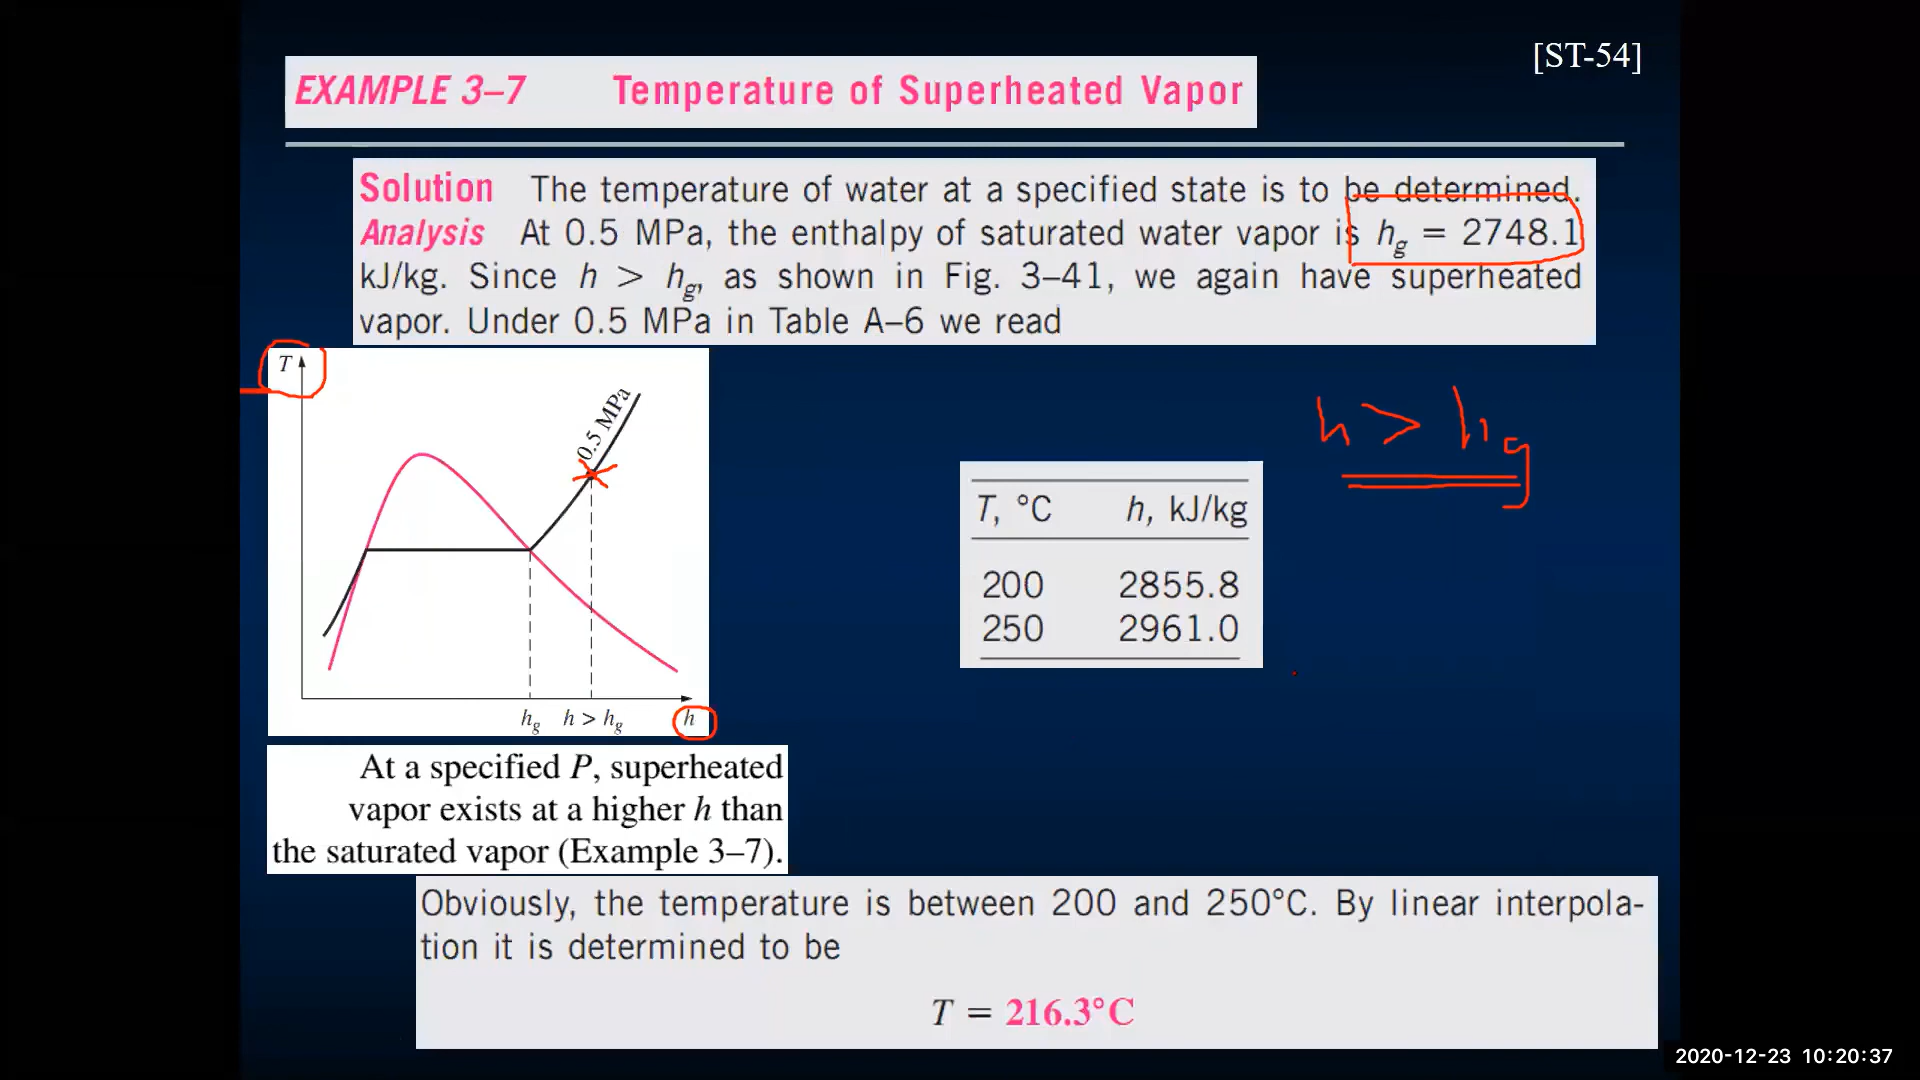 [ST-54]
EXAMPLE 3–7 Temperature of Superheated Vapor
Solution The temperature of water at a specified state is to be determined.
Analysis At 0.5 MPa, the enthalpy of saturated water vapor is hg = 2748.1
kJ/kg. Since h > hg, as shown in Fig. 3–41, we again have superheated
vapor. Under 0.5 MPa in Table A–6 we read
T
0.5 MPa
hg h > hg h
h > hg
T, °C h, kJ/kg
200 2855.8
250 2961.0
At a specified P, superheated
vapor exists at a higher h than
the saturated vapor (Example 3–7).
Obviously, the temperature is between 200 and 250°C. By linear interpola-
tion it is determined to be
T = 216.3°C
2020-12-23 10:20:37